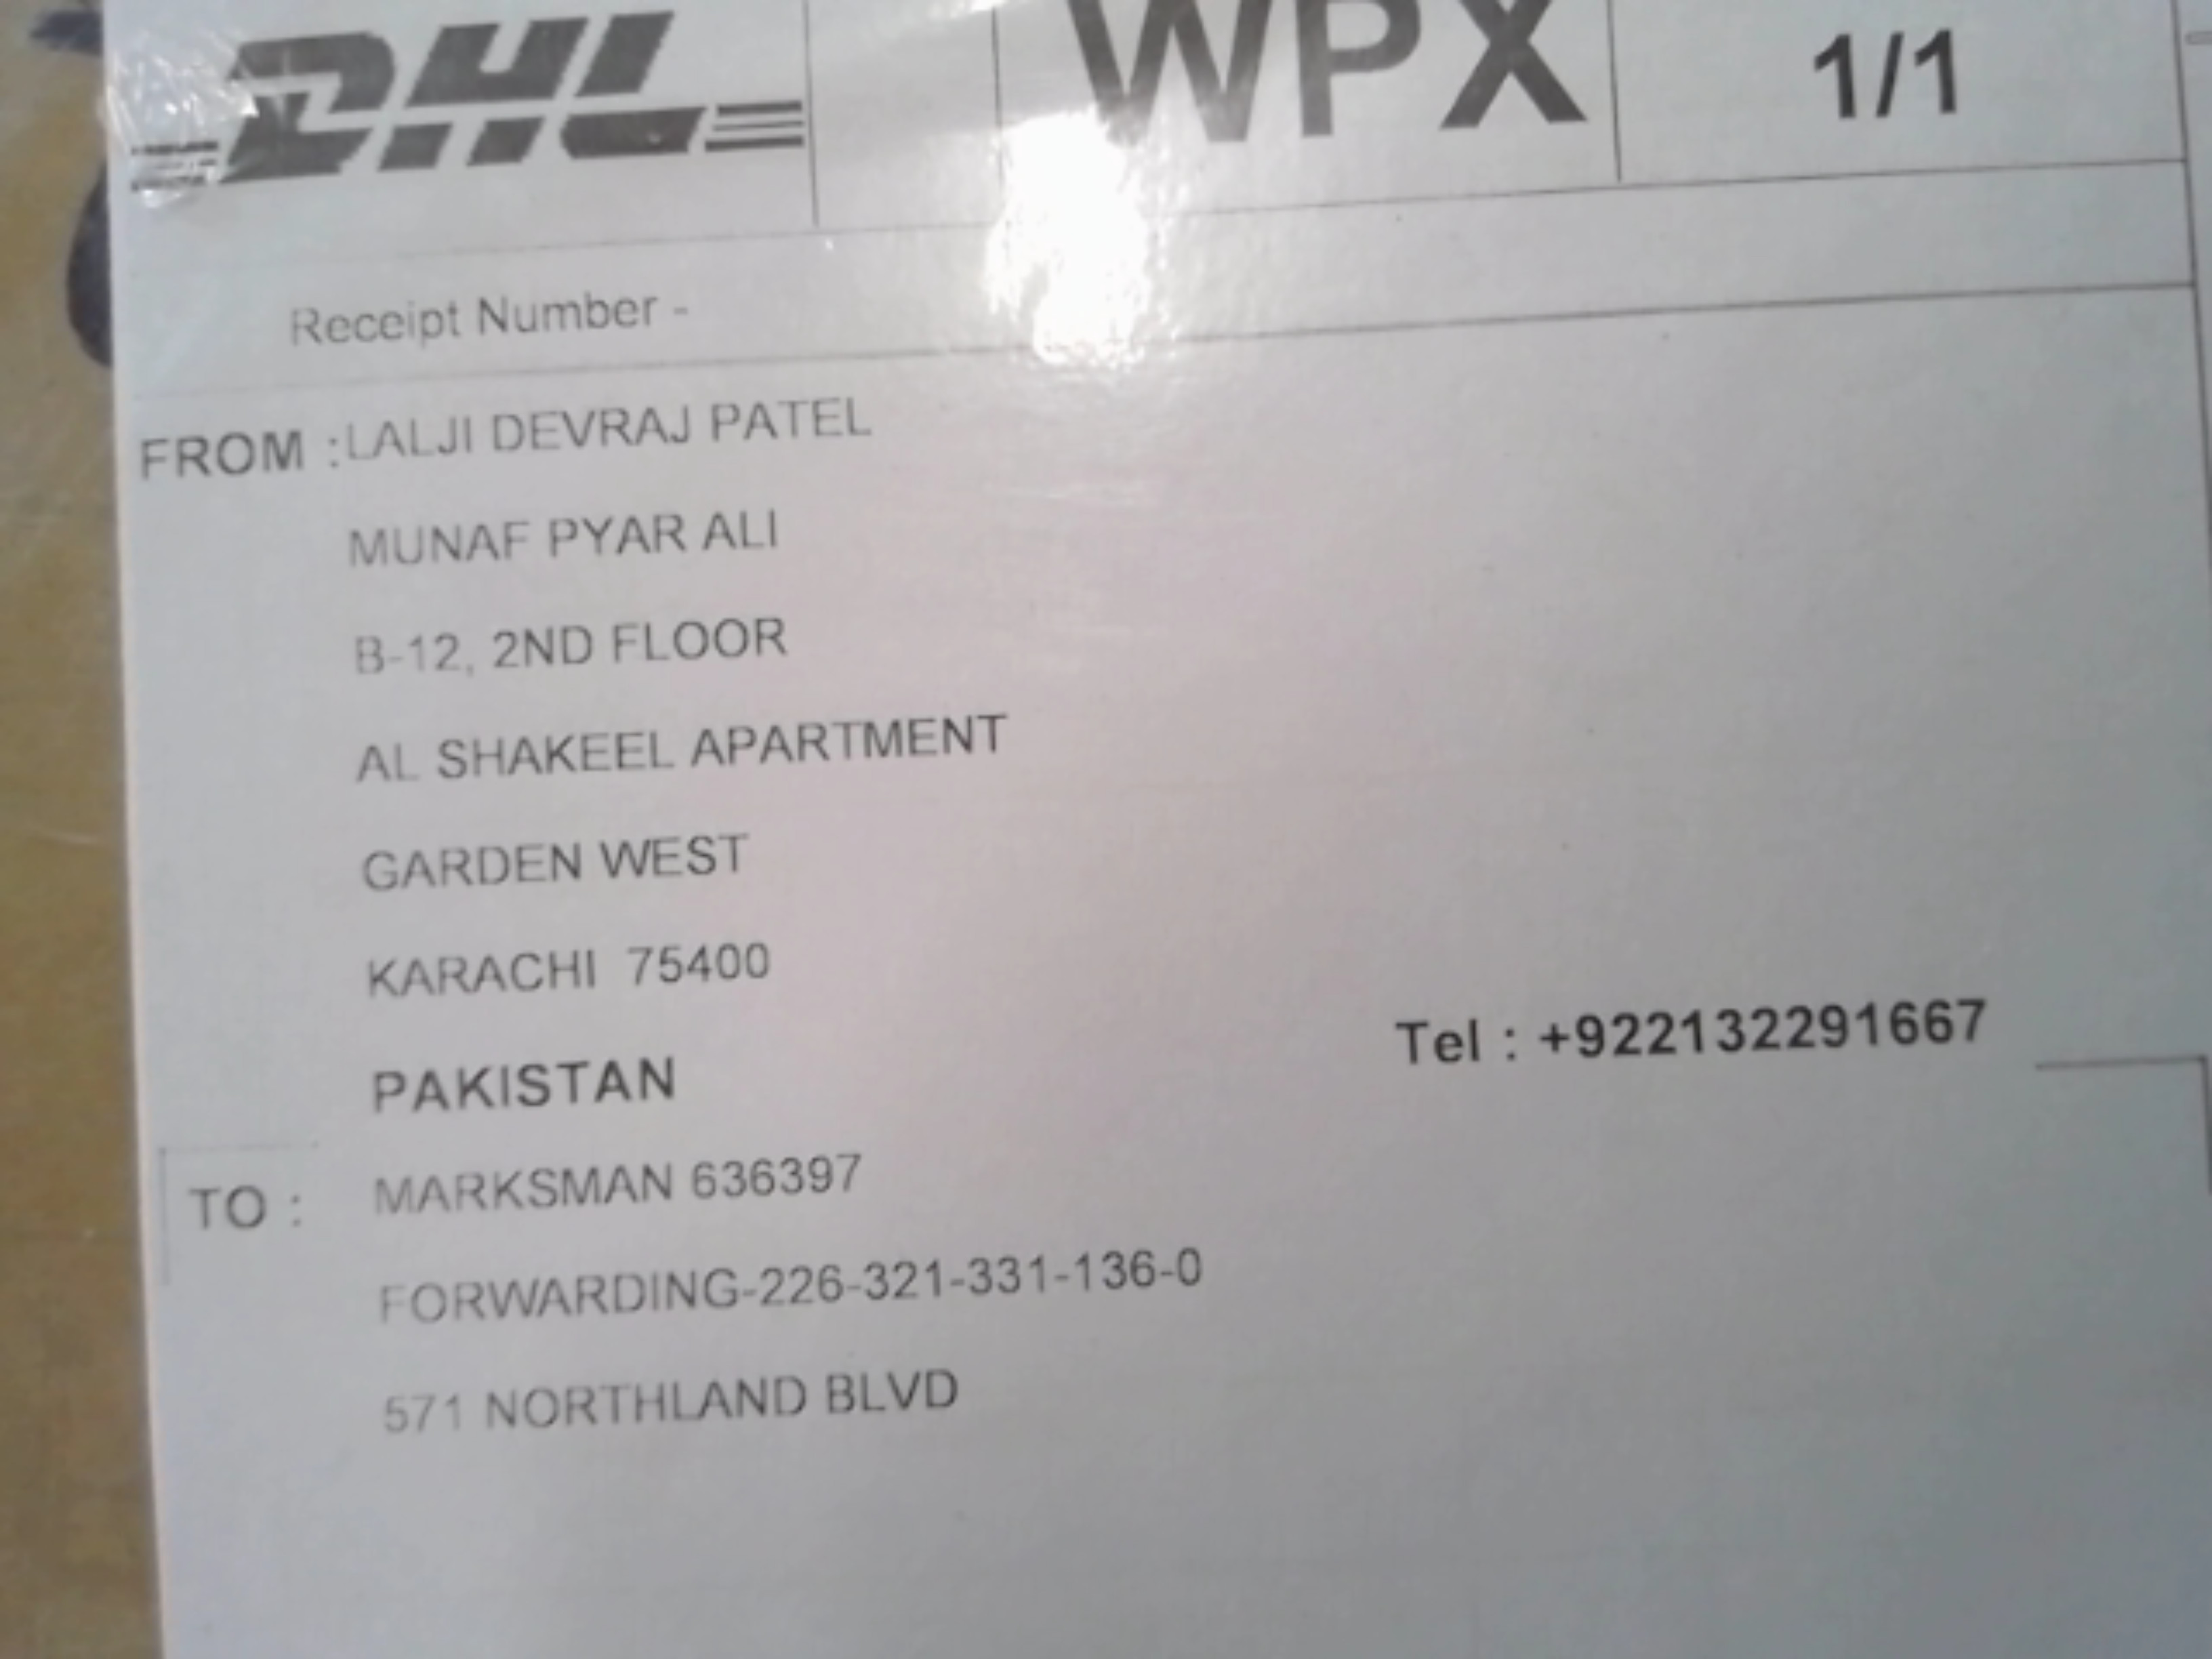 DHL WPX 1/1
Receipt Number -
FROM :LALJI DEVRAJ PATEL
MUNAF PYAR ALI
B-12, 2ND FLOOR
AL SHAKEEL APARTMENT
GARDEN WEST
KARACHI 75400
PAKISTAN Tel : +922132291667
TO : MARKSMAN 636397
FORWARDING-226-321-331-136-0
571 NORTHLAND BLVD